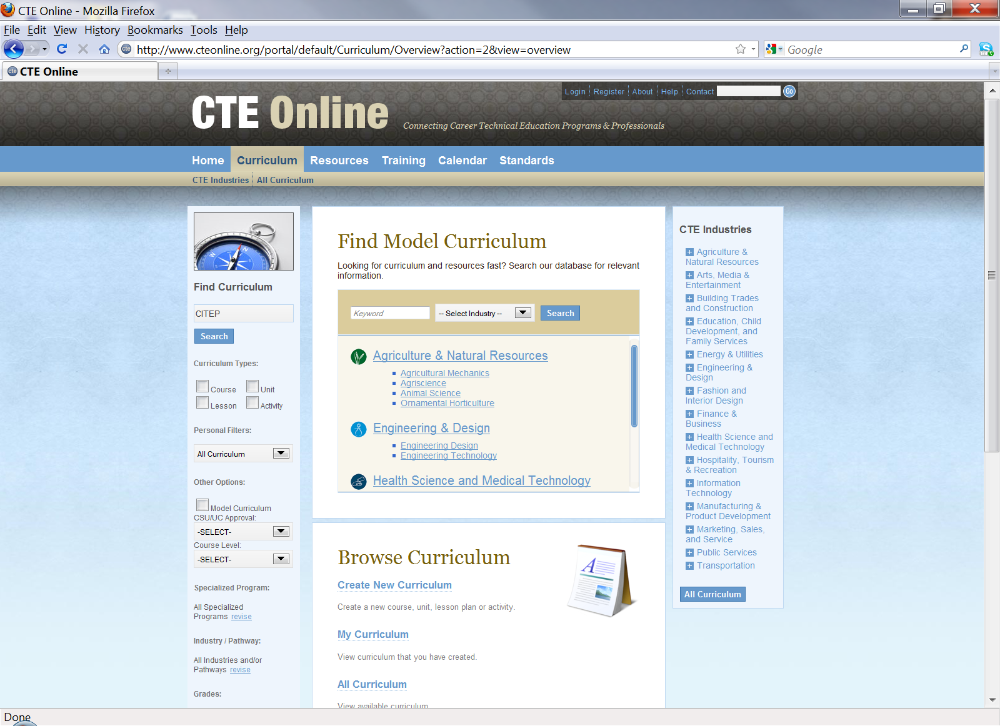 CTE Online - Mozilla Firefox
File Edit View History Bookmarks Tools Help
http://www.cteonline.org/portal/default/Curriculum/Overview?action=2&view=overview
Google
CTE Online
Login Register About Help Contact Go
CTE Online
Connecting Career Technical Education Programs & Professionals
Home Curriculum Resources Training Calendar Standards
CTE Industries All Curriculum
Find Curriculum
CITEP
Search
Curriculum Types:
Course Unit
Lesson Activity
Personal Filters:
All Curriculum
Other Options:
Model Curriculum
CSU/UC Approval:
-SELECT-
Course Level:
-SELECT-
Specialized Program:
All Specialized
Programs revise
Industry / Pathway:
All Industries and/or
Pathways revise
Grades:
Find Model Curriculum
Looking for curriculum and resources fast? Search our database for relevant
information.
Keyword -- Select Industry -- Search
Agriculture & Natural Resources
Agricultural Mechanics
Agriscience
Animal Science
Ornamental Horticulture
Engineering & Design
Engineering Design
Engineering Technology
Health Science and Medical Technology
Browse Curriculum
Create New Curriculum
Create a new course, unit, lesson plan or activity.
My Curriculum
View curriculum that you have created.
All Curriculum
View available curriculum
CTE Industries
Agriculture &
Natural Resources
Arts, Media &
Entertainment
Building Trades
and Construction
Education, Child
Development, and
Family Services
Energy & Utilities
Engineering &
Design
Fashion and
Interior Design
Finance &
Business
Health Science and
Medical Technology
Hospitality, Tourism
& Recreation
Information
Technology
Manufacturing &
Product Development
Marketing, Sales,
and Service
Public Services
Transportation
All Curriculum
Done